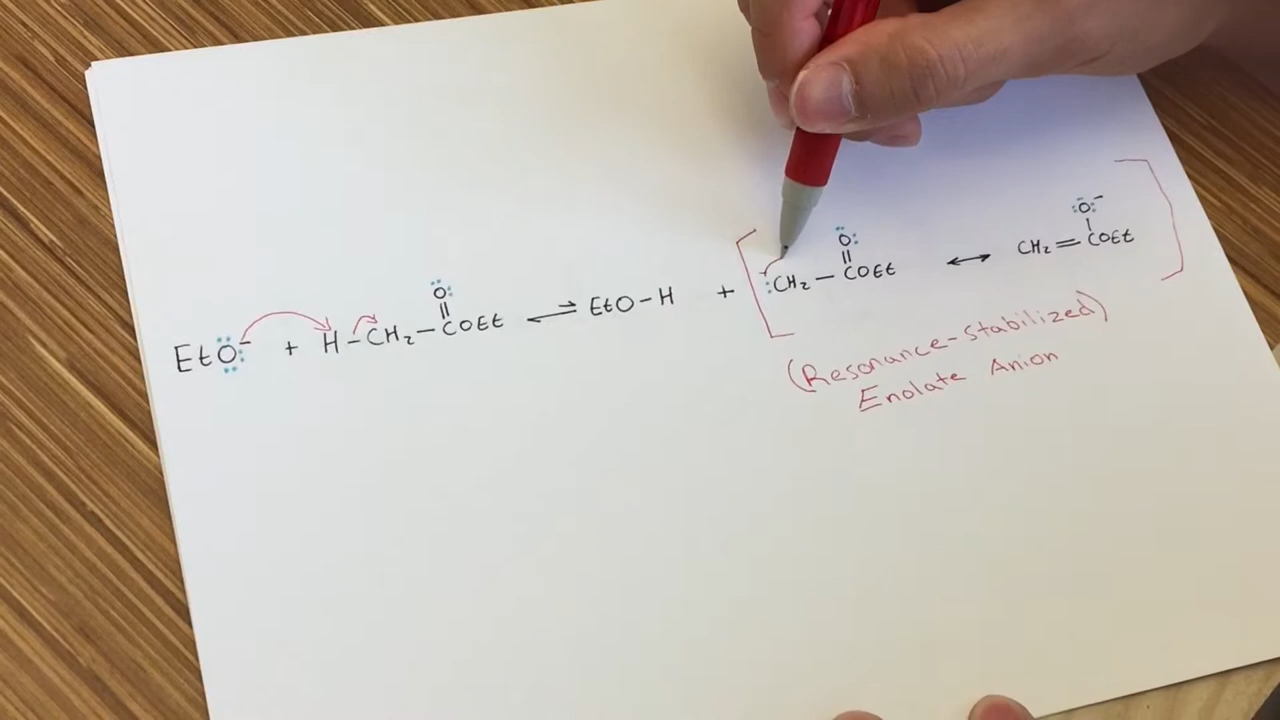 EtO⁻ + H–CH₂–COEt ⇌ EtO–H + [:CH₂–COEt ↔ CH₂=COEt]
O O O⁻
(Resonance-stabilized)
Enolate Anion